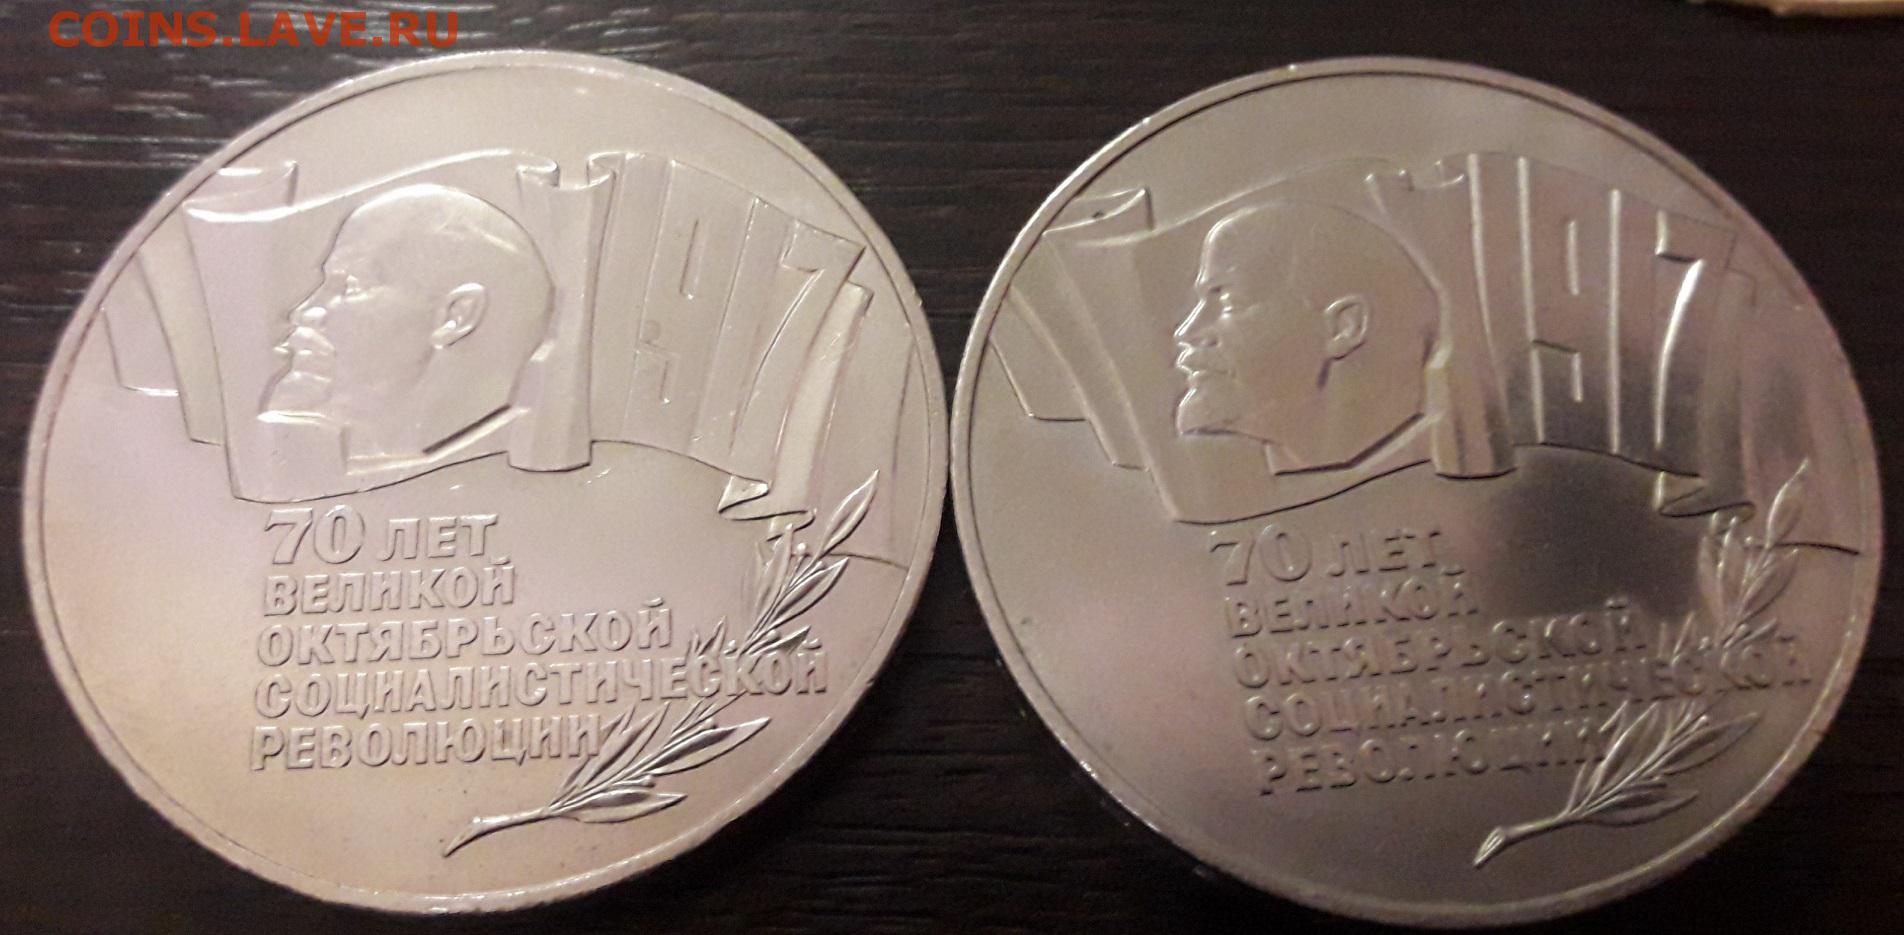 COINS.LAVE.RU
1917
70 ЛЕТ
ВЕЛИКОЙ
ОКТЯБРЬСКОЙ
СОЦИАЛИСТИЧЕСКОЙ
РЕВОЛЮЦИИ
1917
70 ЛЕТ
ВЕЛИКОЙ
ОКТЯБРЬСКОЙ
СОЦИАЛИСТИЧЕСКОЙ
РЕВОЛЮЦИИ